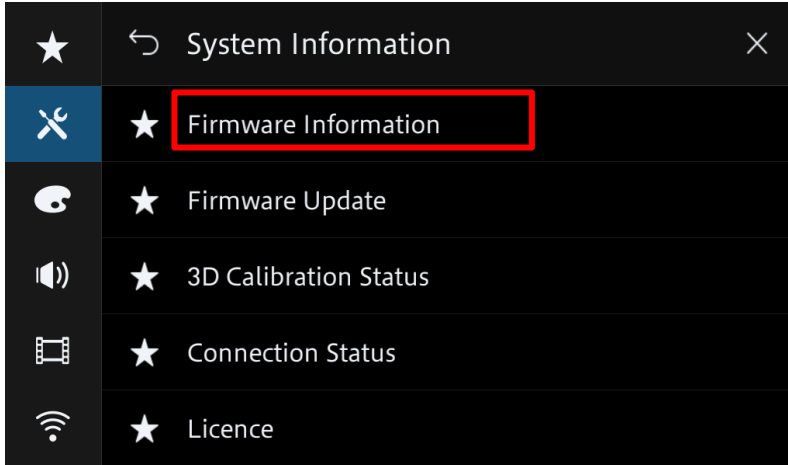 System Information
Firmware Information
Firmware Update
3D Calibration Status
Connection Status
Licence